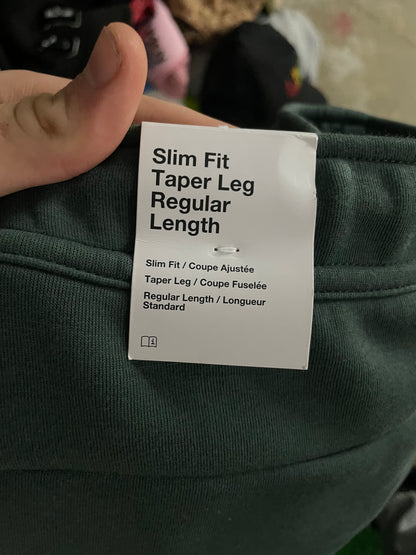 Slim Fit
Taper Leg
Regular
Length
Slim Fit / Coupe Ajustée
Taper Leg / Coupe Fuselée
Regular Length / Longueur
Standard